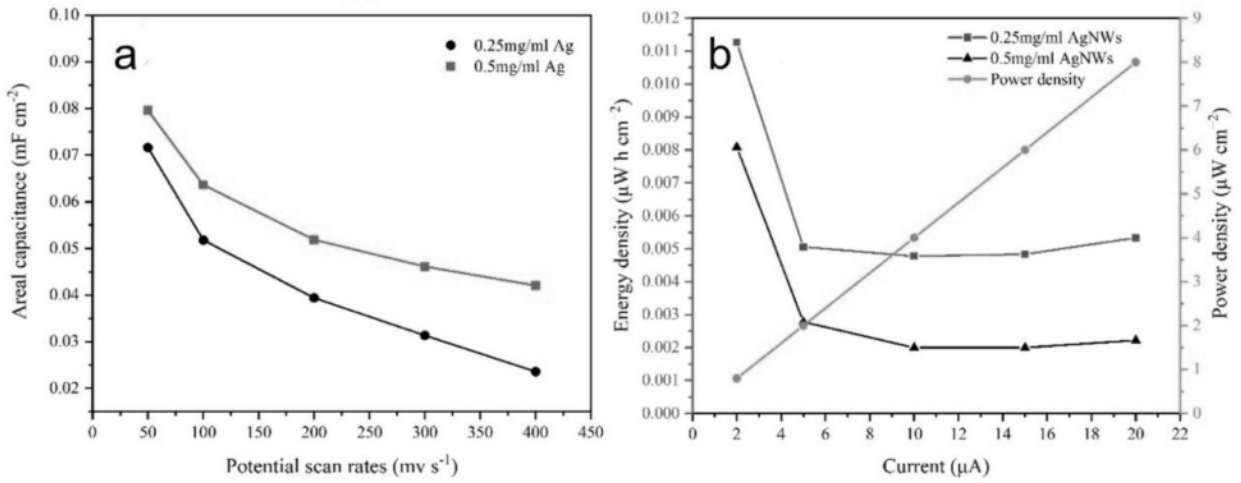 a
0.25mg/ml Ag
0.5mg/ml Ag
0.10
0.09
0.08
0.07
0.06
0.05
0.04
0.03
0.02
Areal capacitance (mF cm⁻²)
0 50 100 150 200 250 300 350 400 450
Potential scan rates (mv s⁻¹)
b
0.25mg/ml AgNWs
0.5mg/ml AgNWs
Power density
0.012
0.011
0.010
0.009
0.008
0.007
0.006
0.005
0.004
0.003
0.002
0.001
0.000
Energy density (µW h cm⁻²)
0 2 4 6 8 10 12 14 16 18 20 22
Current (µA)
9
8
7
6
5
4
3
2
1
0
Power density (µW cm⁻²)